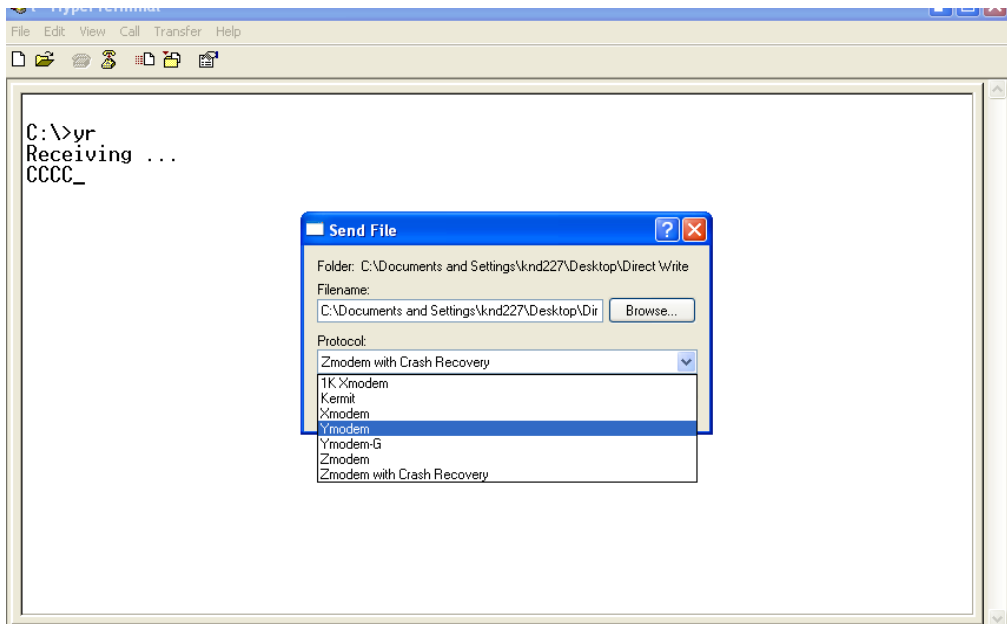 HyperTerminal
File Edit View Call Transfer Help
C:\>yr
Receiving ...
CCCC_
Send File
Folder: C:\Documents and Settings\knd227\Desktop\Direct Write
Filename:
C:\Documents and Settings\knd227\Desktop\Dir
Browse...
Protocol:
Zmodem with Crash Recovery
1K Xmodem
Kermit
Xmodem
Ymodem
Ymodem-G
Zmodem
Zmodem with Crash Recovery